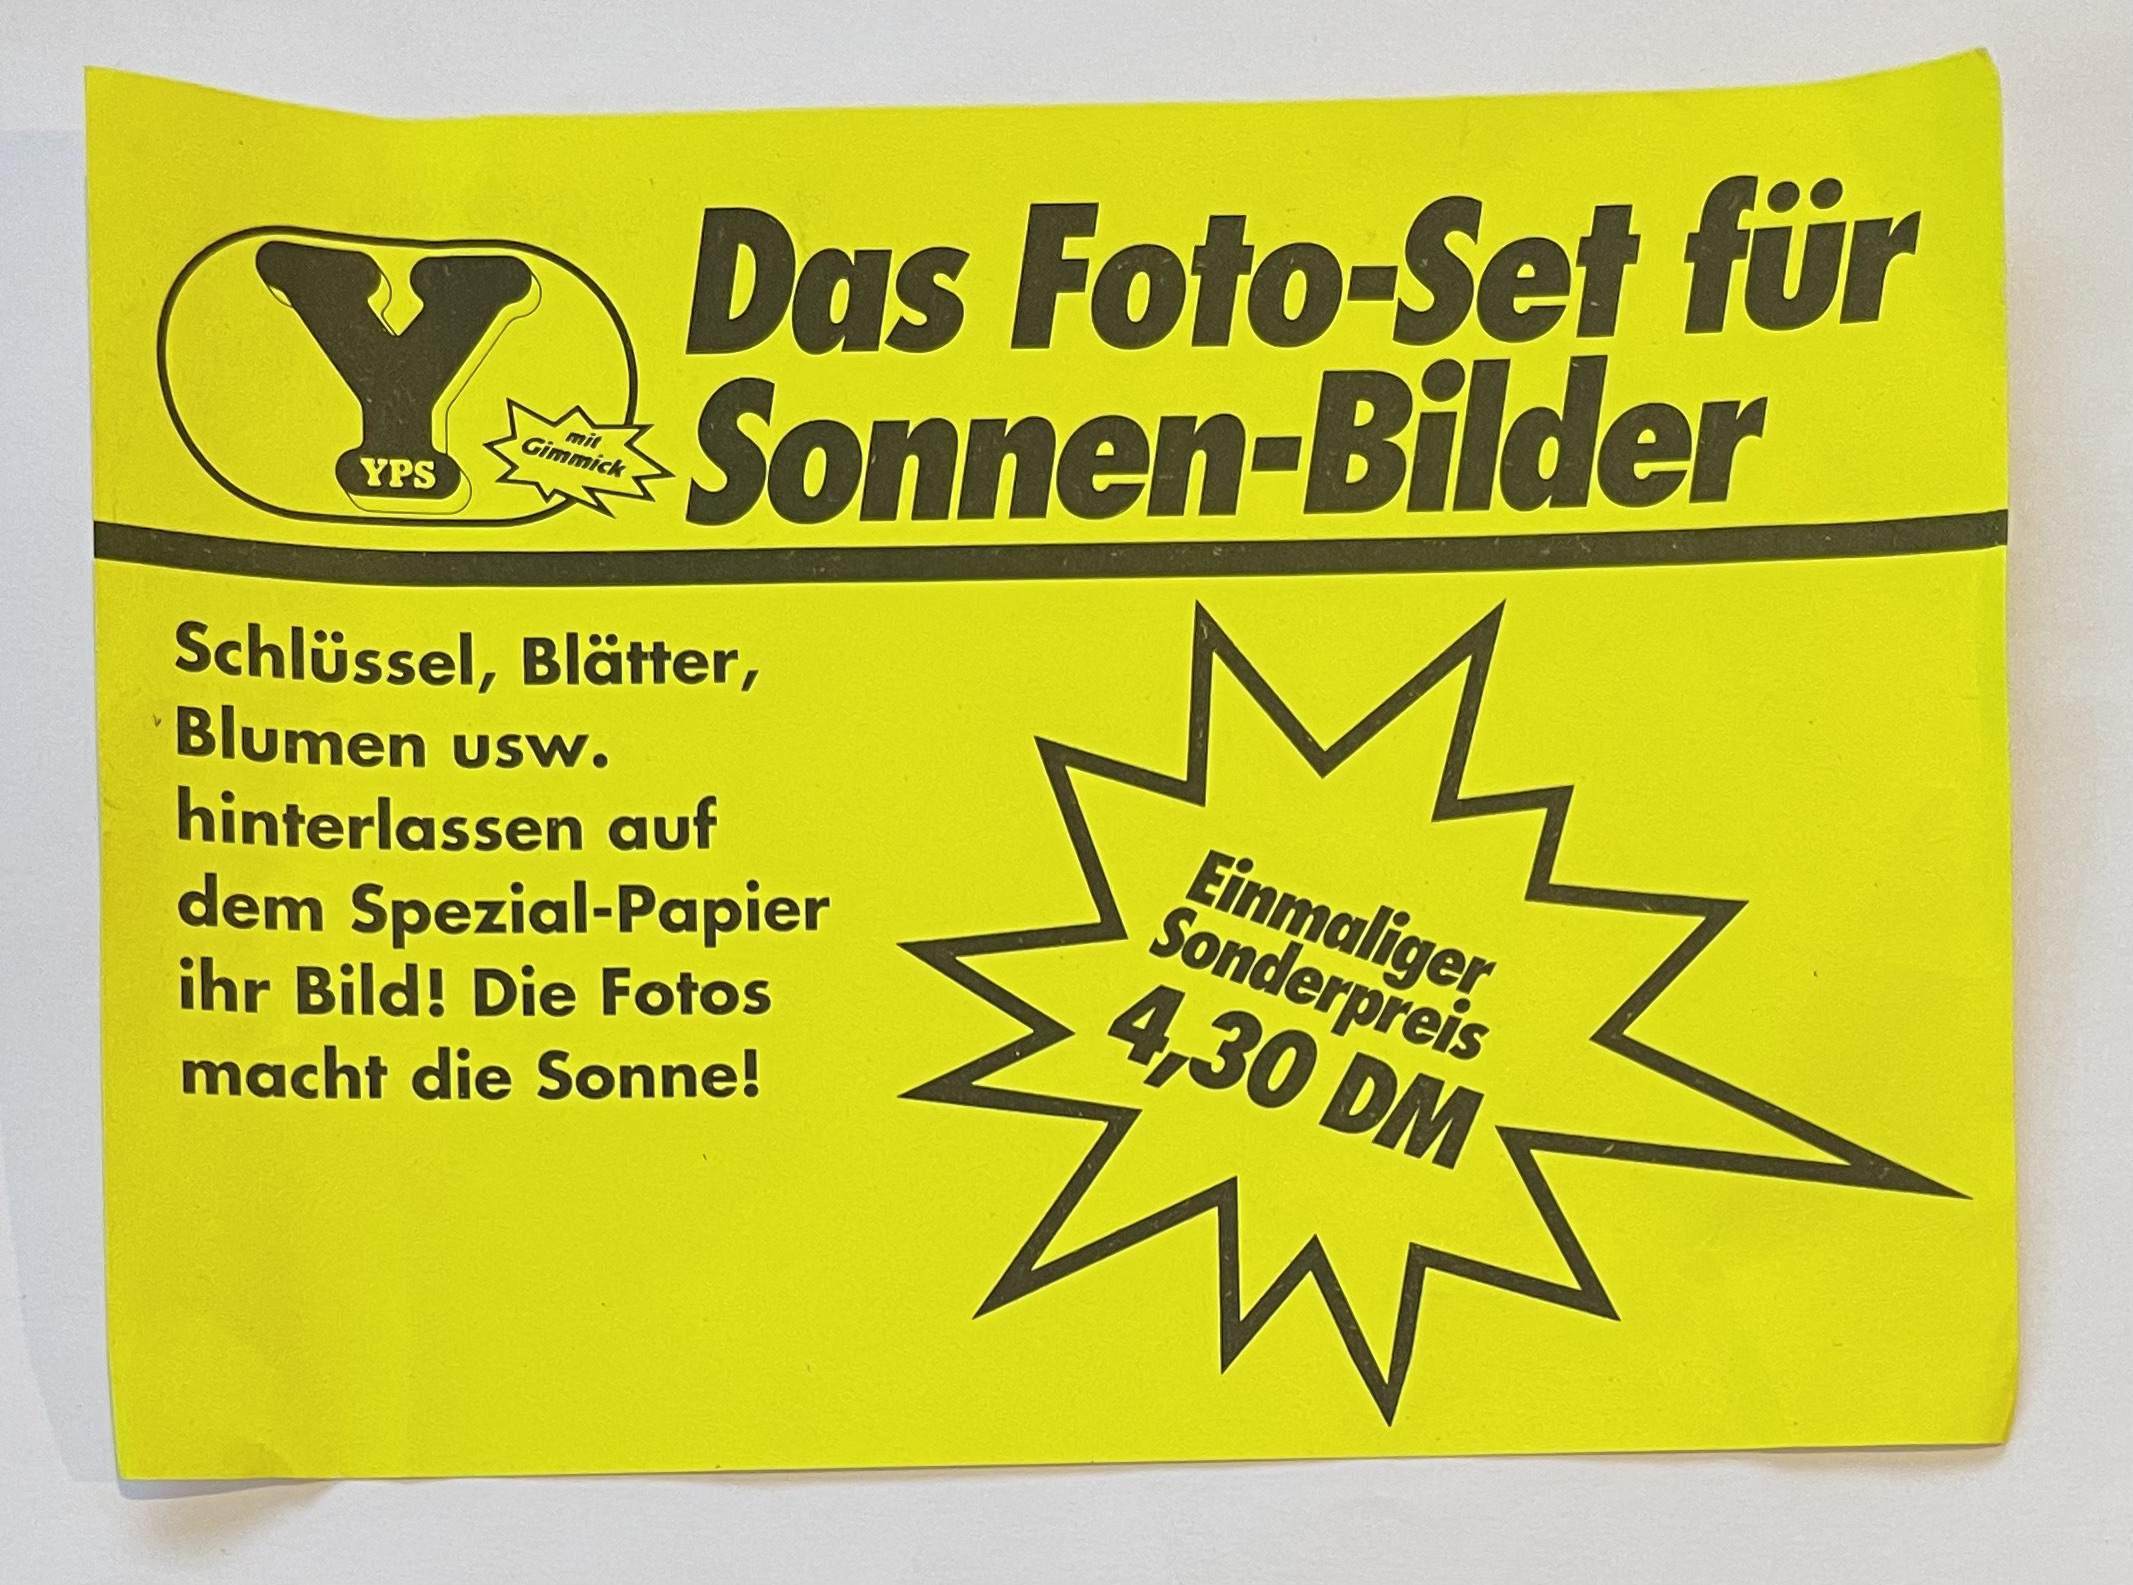 YPS
mit
Gimmick
Das Foto-Set für
Sonnen-Bilder
Schlüssel, Blätter,
Blumen usw.
hinterlassen auf
dem Spezial-Papier
ihr Bild! Die Fotos
macht die Sonne!
Einmaliger
Sonderpreis
4,30 DM